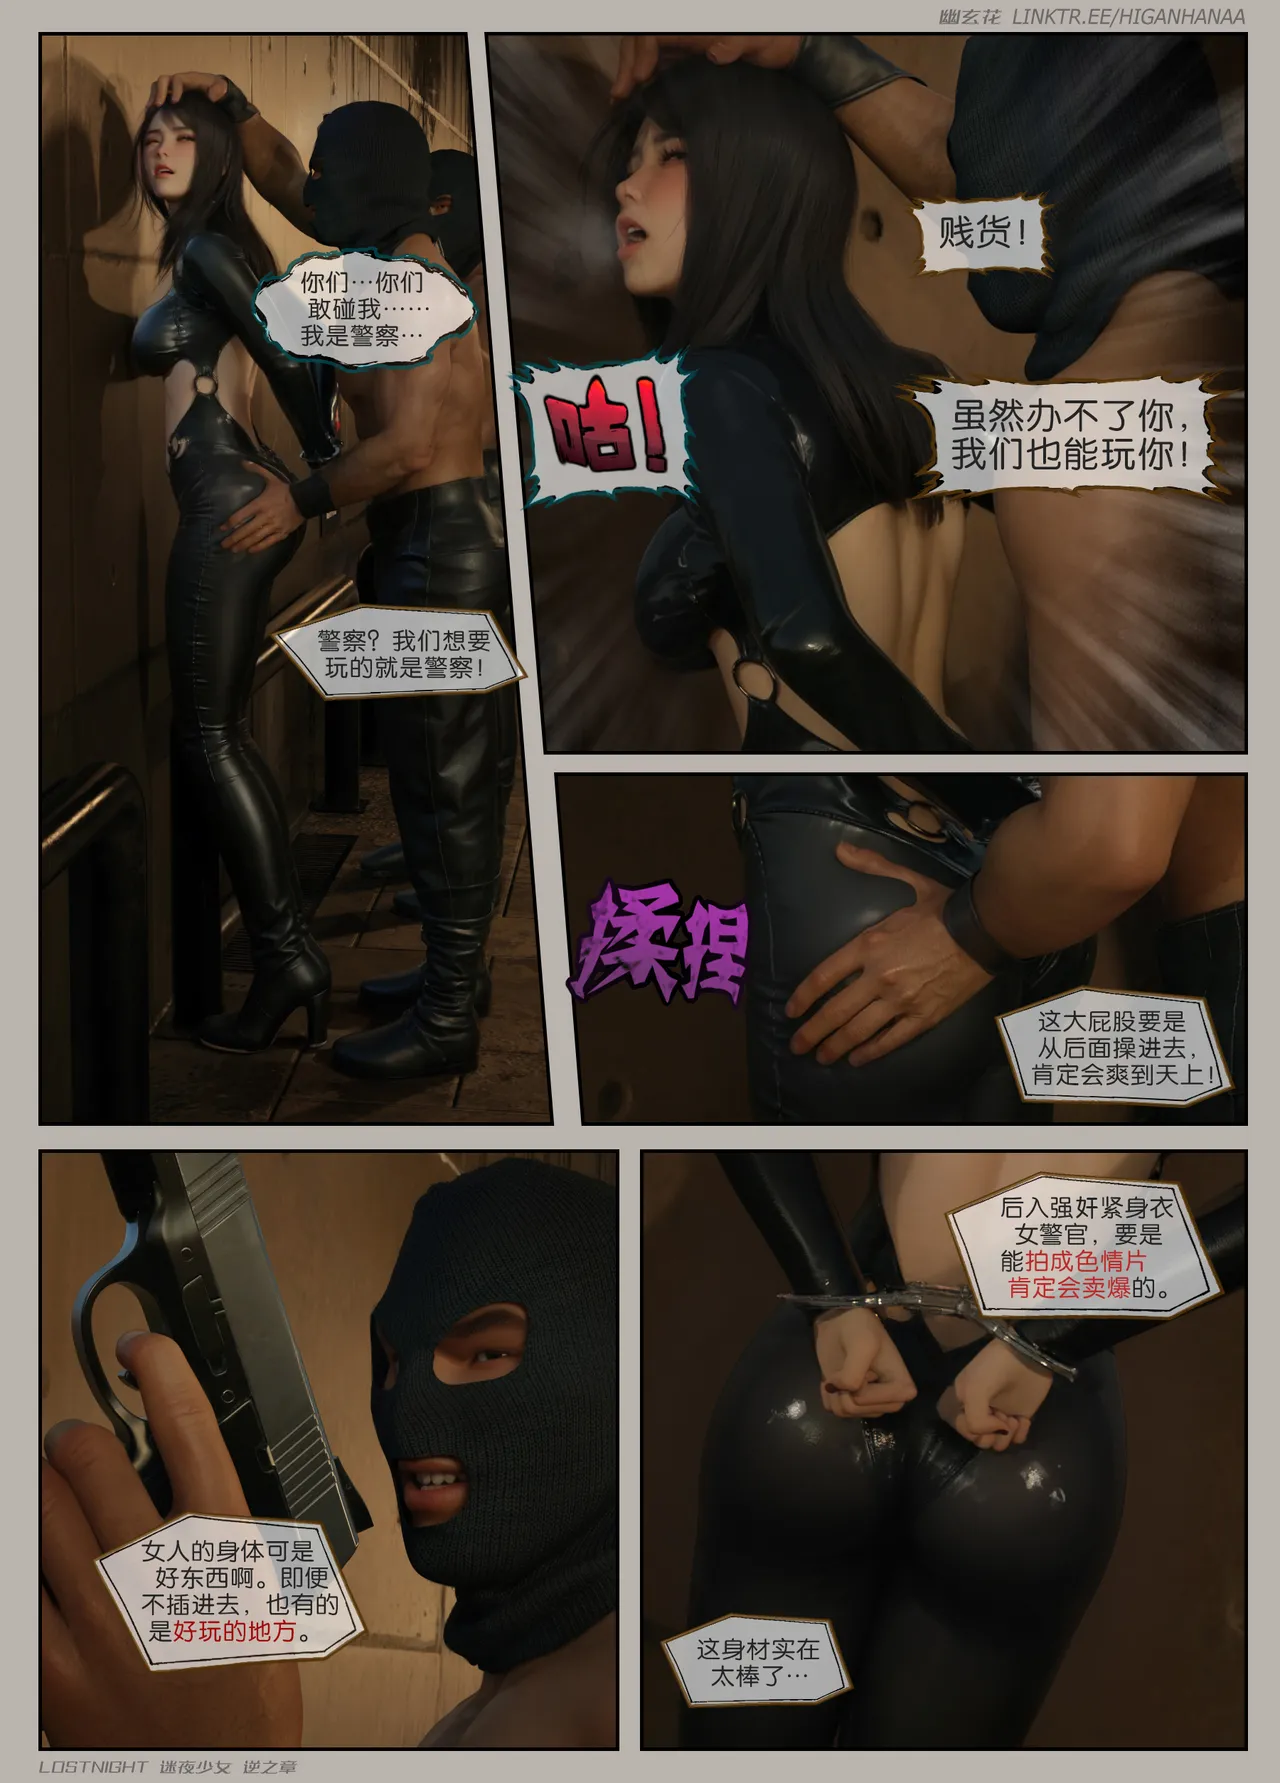 幽玄花 LINKTR.EE/HIGANHANAA
你们…你们
敢碰我……
我是警察…
警察？我们想要
玩的就是警察！
贱货！
咕！
虽然办不了你，
我们也能玩你！
揉捏
这大屁股要是
从后面操进去，
肯定会爽到天上！
女人的身体可是
好东西啊。即便
不插进去，也有的
是好玩的地方。
后入强奸紧身衣
女警官，要是
能拍成色情片
肯定会卖爆的。
这身材实在
太棒了…
LOSTNIGHT 迷夜少女 逆之章